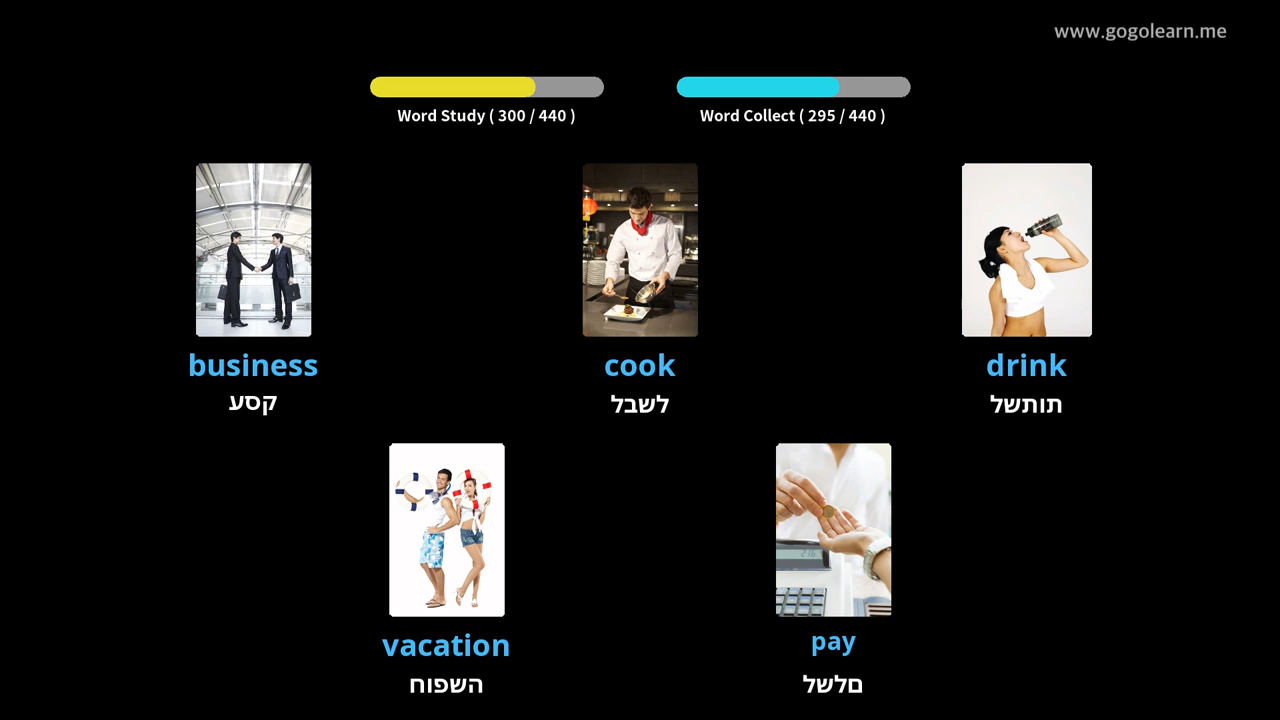 www.gogolearn.me
Word Study ( 300 / 440 )
Word Collect ( 295 / 440 )
business
קסע
cook
לשבל
drink
תותשל
vacation
השפוח
pay
םלשל